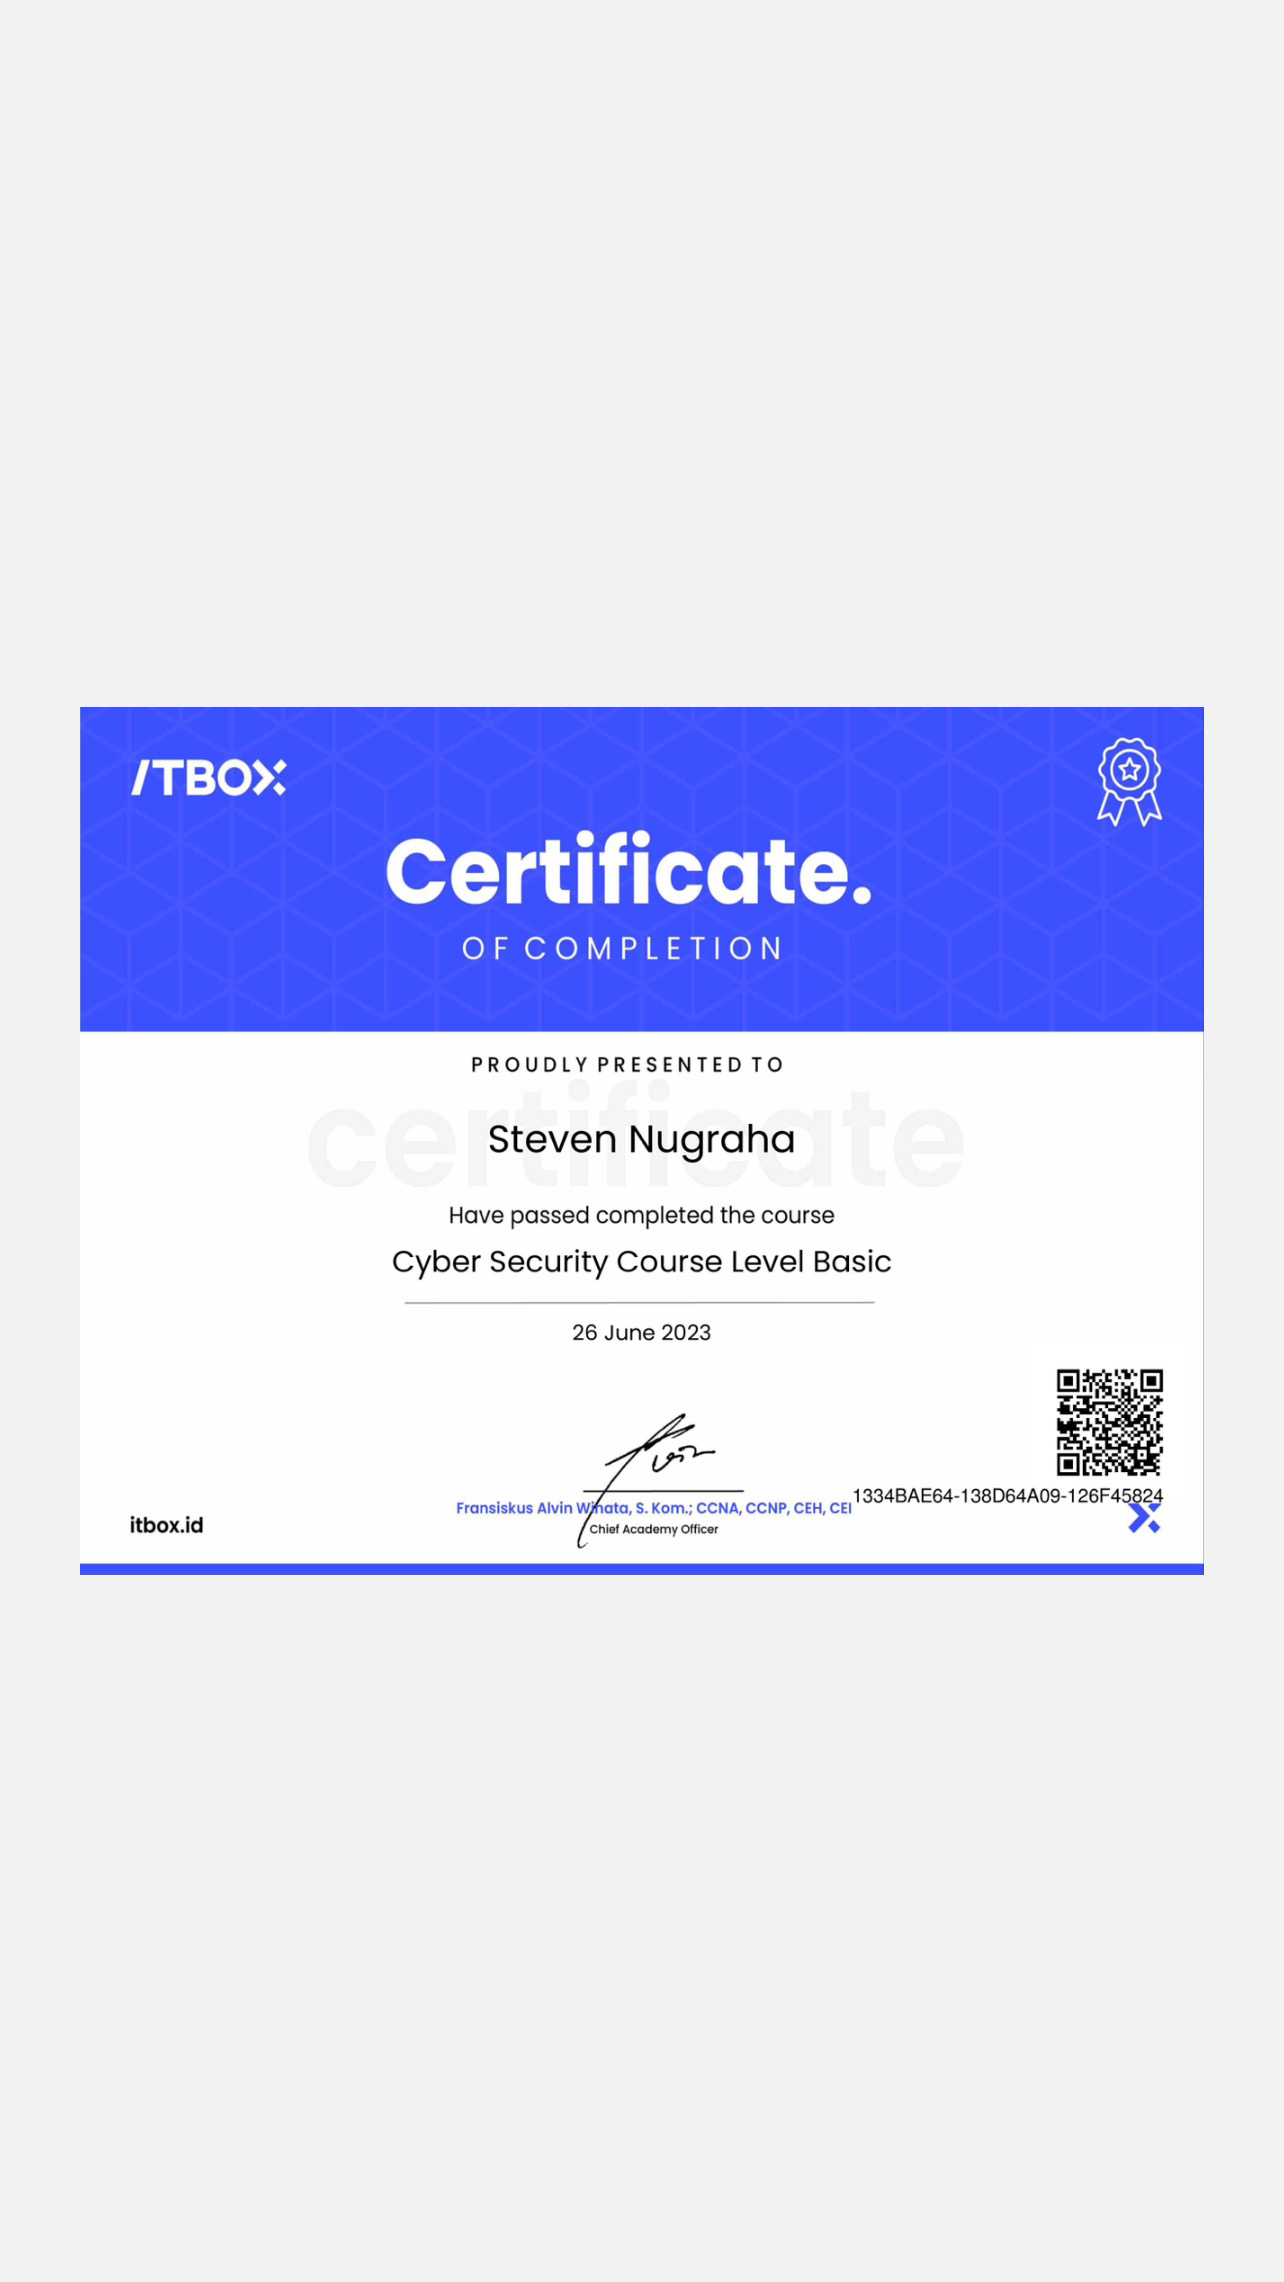 ITBOX
Certificate.
OF COMPLETION
PROUDLY PRESENTED TO
certificate
Steven Nugraha
Have passed completed the course
Cyber Security Course Level Basic
26 June 2023
1334BAE64-138D64A09-126F45824
Fransiskus Alvin Winata, S. Kom.; CCNA, CCNP, CEH, CEI
Chief Academy Officer
itbox.id